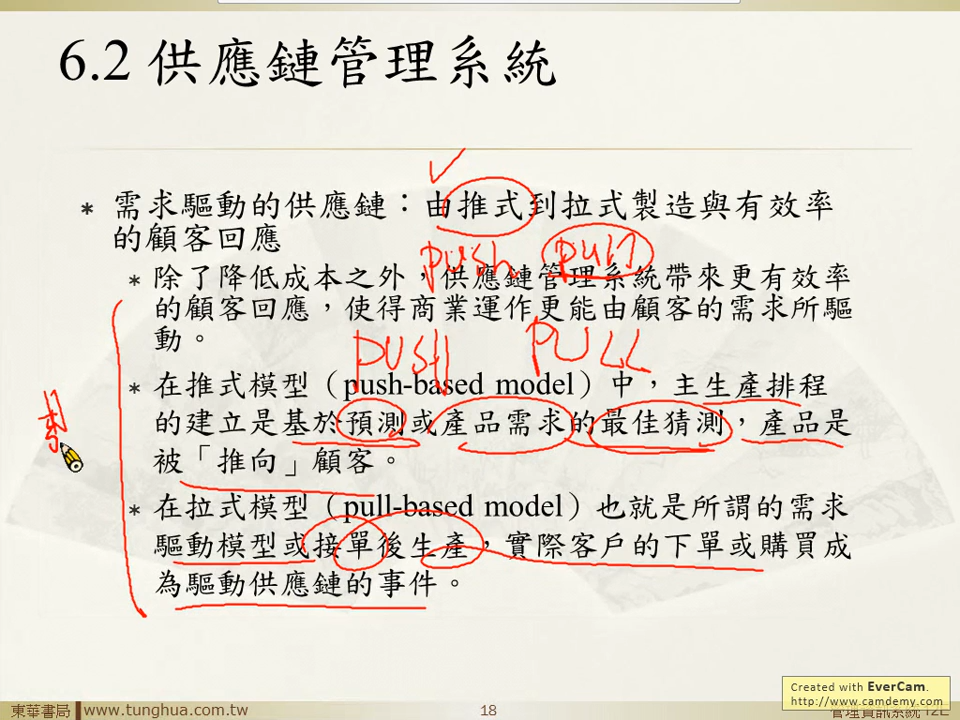 6.2 供應鏈管理系統
* 需求驅動的供應鏈：由推式到拉式製造與有效率
的顧客回應
push pull
* 除了降低成本之外，供應鏈管理系統帶來更有效率
的顧客回應，使得商業運作更能由顧客的需求所驅
動。
PUSH PULL
* 在推式模型（push-based model）中，主生產排程
的建立是基於預測或產品需求的最佳猜測，產品是
被「推向」顧客。
* 在拉式模型（pull-based model）也就是所謂的需求
驅動模型或接單後生產，實際客戶的下單或購買成
為驅動供應鏈的事件。
Created with EverCam.
http://www.camdemy.com
東華書局 www.tunghua.com.tw
18
管理資訊系統 12E